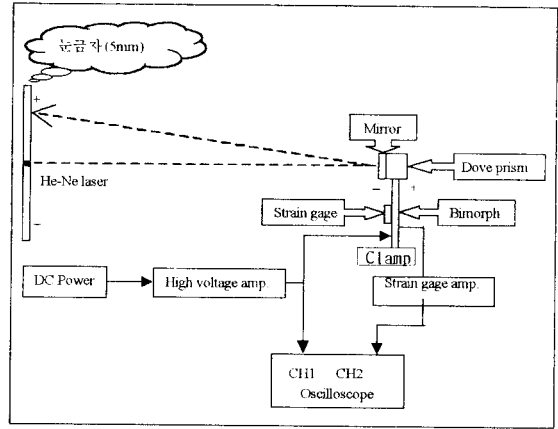 눈금자 (5mm)
+
Mirror
He-Ne laser
Dove prism
− +
−
Strain gage
Bimorph
Clamp
DC Power
High voltage amp.
Strain gage amp.
CH1 CH2
Oscilloscope